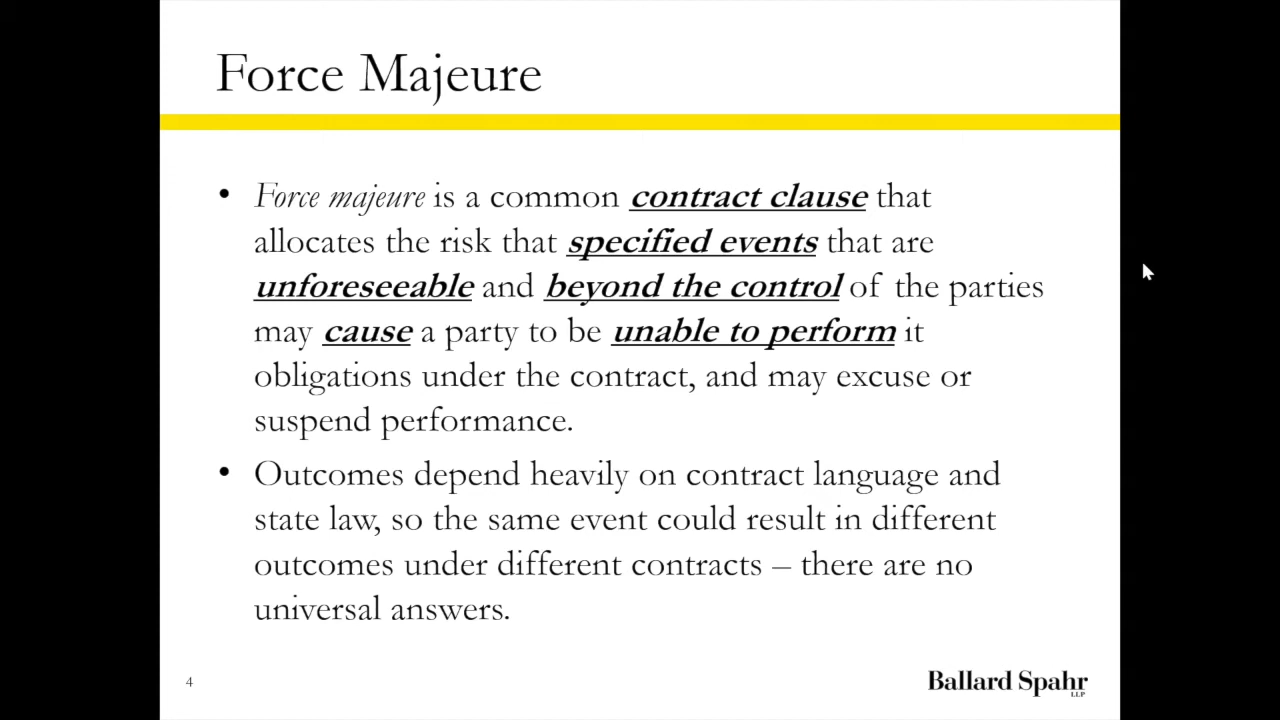 Force Majeure
• Force majeure is a common contract clause that
allocates the risk that specified events that are
unforeseeable and beyond the control of the parties
may cause a party to be unable to perform it
obligations under the contract, and may excuse or
suspend performance.
• Outcomes depend heavily on contract language and
state law, so the same event could result in different
outcomes under different contracts – there are no
universal answers.
4
Ballard Spahr
LLP